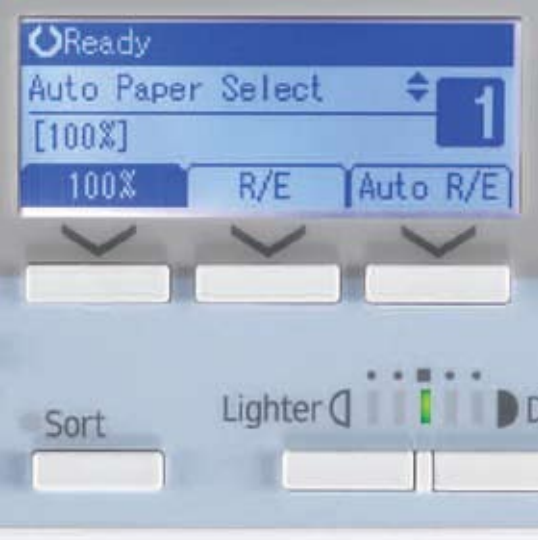 Ready
Auto Paper Select
1
[100%]
100% R/E Auto R/E
Lighter D
Sort